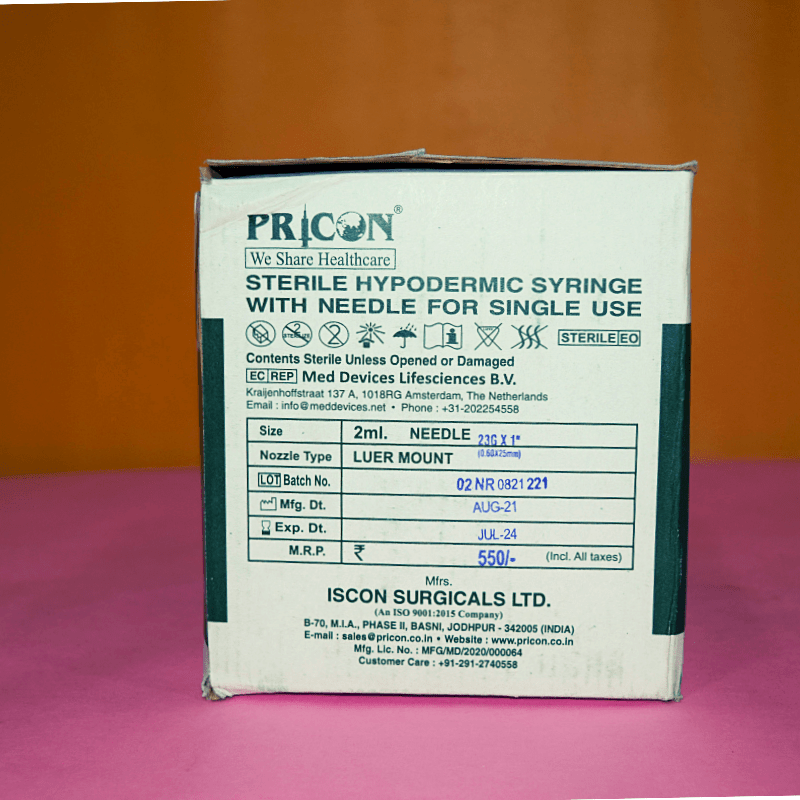 PRICON®
We Share Healthcare
STERILE HYPODERMIC SYRINGE
WITH NEEDLE FOR SINGLE USE
STERILE EO
Contents Sterile Unless Opened or Damaged
EC REP Med Devices Lifesciences B.V.
Kraijenhoffstraat 137 A, 1018RG Amsterdam, The Netherlands
Email : info@meddevices.net • Phone : +31-202254558
Size 2ml. NEEDLE 23G X 1"
Nozzle Type LUER MOUNT (0.60X25mm)
LOT Batch No. 02 NR 0821 221
Mfg. Dt. AUG-21
Exp. Dt. JUL-24
M.R.P. ₹ 550/- (Incl. All taxes)
Mfrs.
ISCON SURGICALS LTD.
(An ISO 9001:2015 Company)
B-70, M.I.A., PHASE II, BASNI, JODHPUR - 342005 (INDIA)
E-mail : sales@pricon.co.in • Website : www.pricon.co.in
Mfg. Lic. No. : MFG/MD/2020/000064
Customer Care : +91-291-2740558